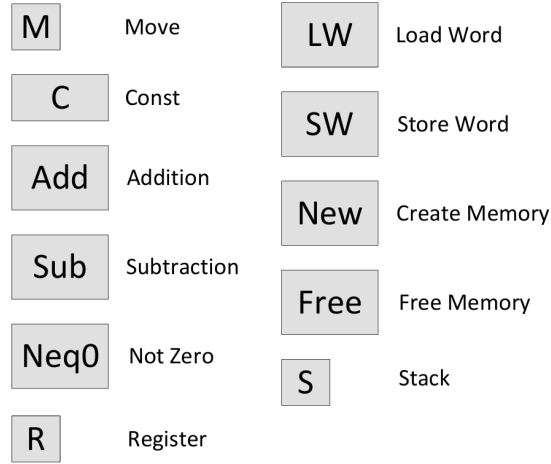 M Move
C Const
Add Addition
Sub Subtraction
Neq0 Not Zero
R Register
LW Load Word
SW Store Word
New Create Memory
Free Free Memory
S Stack